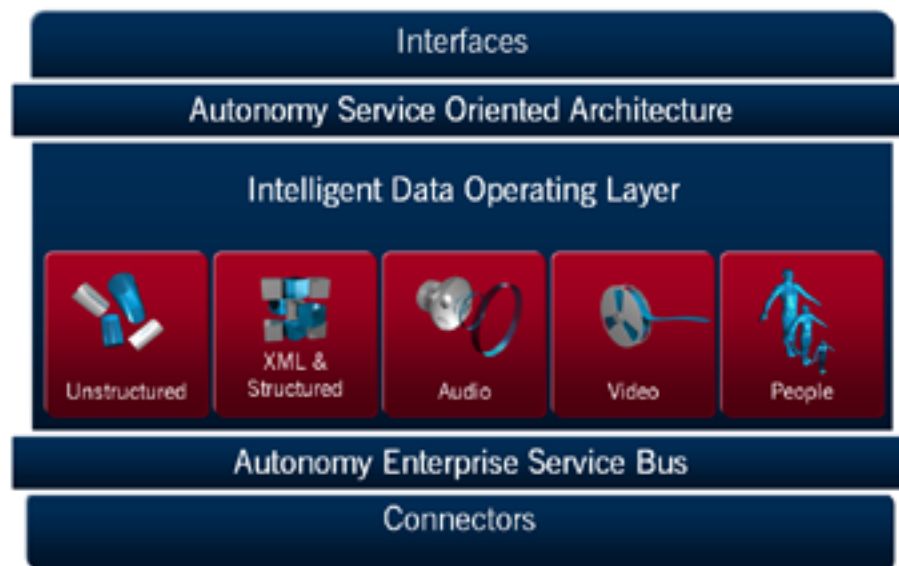 Interfaces
Autonomy Service Oriented Architecture
Intelligent Data Operating Layer
Unstructured
XML &
Structured
Audio
Video
People
Autonomy Enterprise Service Bus
Connectors